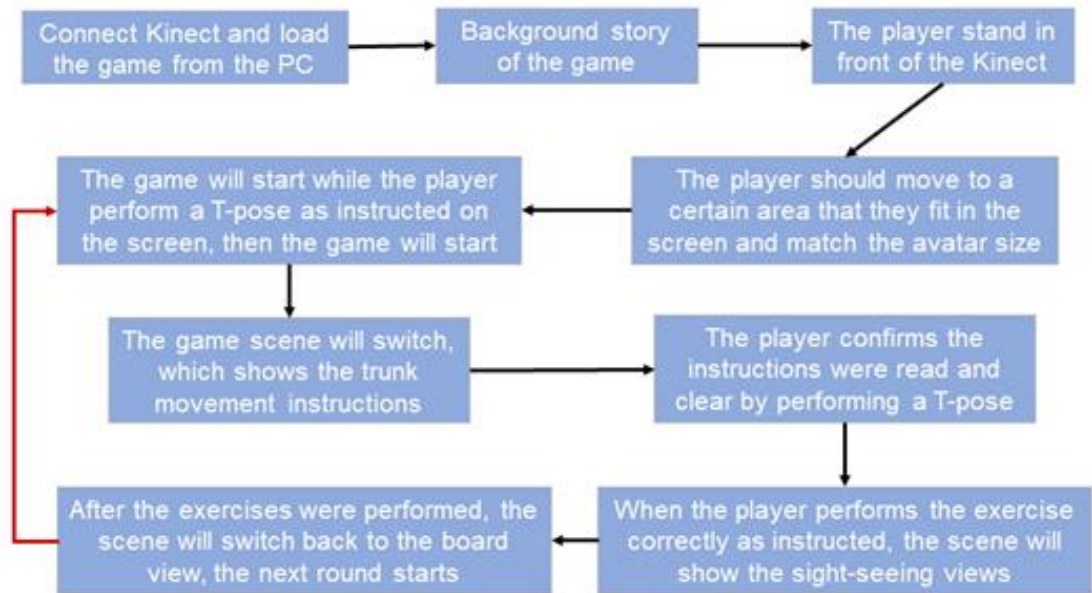 Connect Kinect and load
the game from the PC
Background story
of the game
The player stand in
front of the Kinect
The player should move to a
certain area that they fit in the
screen and match the avatar size
The game will start while the player
perform a T-pose as instructed on
the screen, then the game will start
The game scene will switch,
which shows the trunk
movement instructions
The player confirms the
instructions were read and
clear by performing a T-pose
When the player performs the exercise
correctly as instructed, the scene will
show the sight-seeing views
After the exercises were performed, the
scene will switch back to the board
view, the next round starts